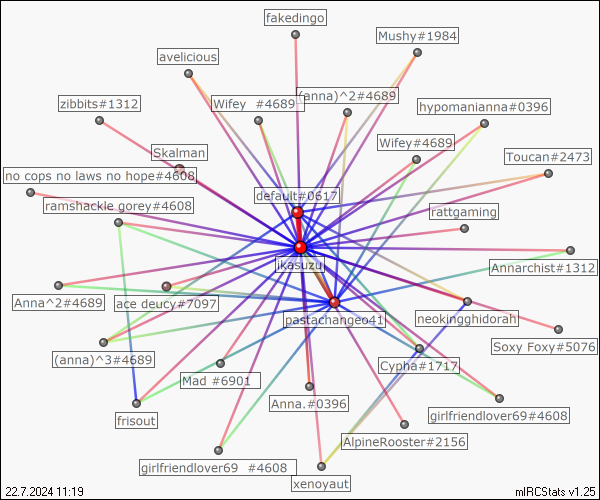 fakedingo
Mushy#1984
avelicious
(anna)^2#4689
Wifey  #4689
zibbits#1312
hypomanianna#0396
Wifey#4689
Skalman
Toucan#2473
no cops no laws no hope#4608
default#0617
ramshackle gorey#4608
rattgaming
ikasuzu
Annarchist#1312
Anna^2#4689
ace deucy#7097
pastachangeo41
neokingghidorah
Soxy Foxy#5076
(anna)^3#4689
Cypha#1717
Mad #6901
Anna.#0396
girlfriendlover69#4608
frisout
AlpineRooster#2156
girlfriendlover69  #4608
xenoyaut
22.7.2024 11:19
mIRCStats v1.25